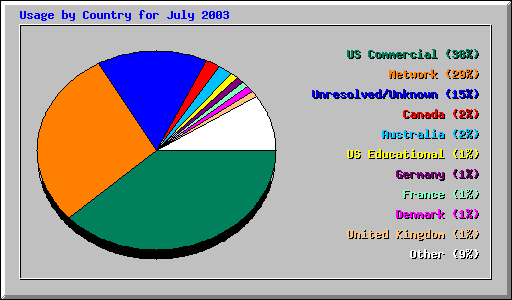 Usage by Country for July 2003
US Commercial (38%)
Network (29%)
Unresolved/Unknown (15%)
Canada (2%)
Australia (2%)
US Educational (1%)
Germany (1%)
France (1%)
Denmark (1%)
United Kingdom (1%)
Other (9%)